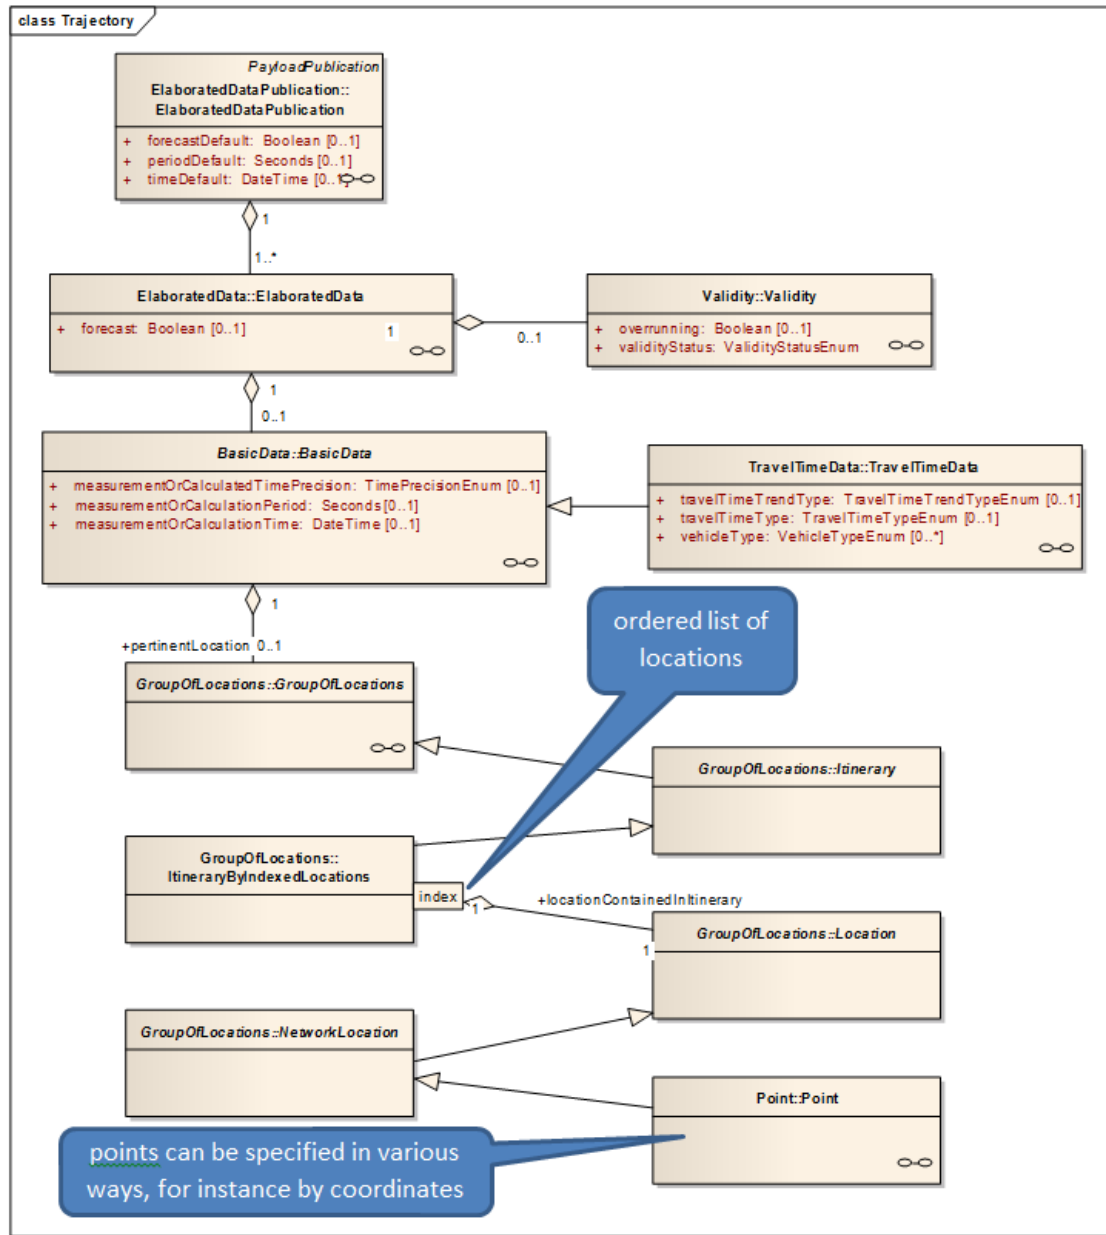 class Trajectory
PayloadPublication
ElaboratedDataPublication::
ElaboratedDataPublication
+ forecastDefault: Boolean [0..1]
+ periodDefault: Seconds [0..1]
+ timeDefault: DateTime [0..1]
1
1..*
ElaboratedData::ElaboratedData
+ forecast: Boolean [0..1]
1
0..1
Validity::Validity
+ overrunning: Boolean [0..1]
+ validityStatus: ValidityStatusEnum
1
0..1
BasicData::BasicData
+ measurementOrCalculatedTimePrecision: TimePrecisionEnum [0..1]
+ measurementOrCalculationPeriod: Seconds [0..1]
+ measurementOrCalculationTime: DateTime [0..1]
TravelTimeData::TravelTimeData
+ travelTimeTrendType: TravelTimeTrendTypeEnum [0..1]
+ travelTimeType: TravelTimeTypeEnum [0..1]
+ vehicleType: VehicleTypeEnum [0..*]
1
+pertinentLocation 0..1
ordered list of
locations
GroupOfLocations::GroupOfLocations
GroupOfLocations::Itinerary
GroupOfLocations::
ItineraryByIndexedLocations
index
1
+locationContainedInItinerary
1
GroupOfLocations::Location
GroupOfLocations::NetworkLocation
Point::Point
points can be specified in various
ways, for instance by coordinates